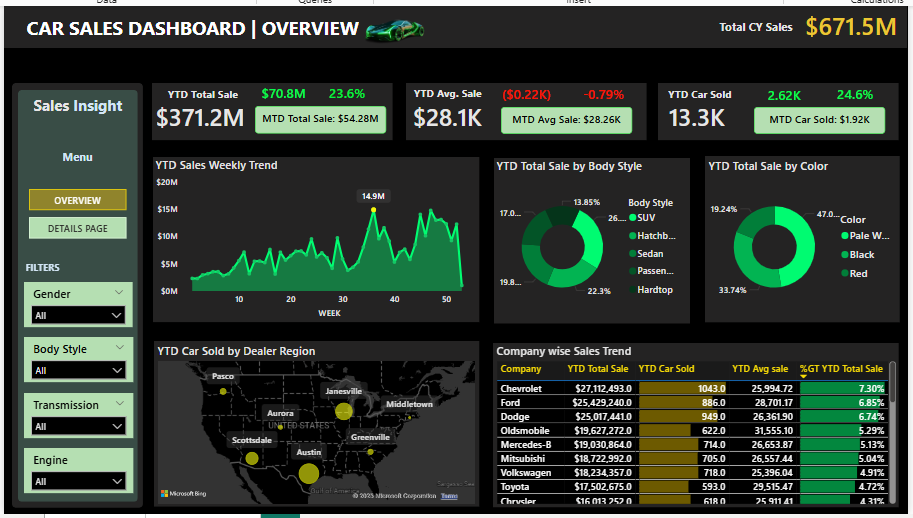 Data
Queries
Insert
Calculations
CAR SALES DASHBOARD | OVERVIEW
Total CY Sales $671.5M
Sales Insight
Menu
OVERVIEW
DETAILS PAGE
FILTERS
Gender
All
Body Style
All
Transmission
All
Engine
All
YTD Total Sale $70.8M 23.6%
$371.2M MTD Total Sale: $54.28M
YTD Avg. Sale ($0.22K) -0.79%
$28.1K MTD Avg Sale: $28.26K
YTD Car Sold 2.62K 24.6%
13.3K MTD Car Sold: $1.92K
YTD Sales Weekly Trend
$20M
$15M
$10M
$5M
$0M
14.9M
10 20 30 40 50
WEEK
YTD Total Sale by Body Style
13.85%
26....
22.3%
19.8...
17.0...
Body Style
SUV
Hatchb...
Sedan
Passen...
Hardtop
YTD Total Sale by Color
19.24%
47.0...
33.74%
Color
Pale W...
Black
Red
YTD Car Sold by Dealer Region
Pasco
Janesville
Middletown
Aurora
UNITED STATES
Scottsdale
Greenville
Austin
Gulf of America
Sargasso Sea
Microsoft Bing
© 2025 Microsoft Corporation Terms
Company wise Sales Trend
Company YTD Total Sale YTD Car Sold YTD Avg sale %GT YTD Total Sale
Chevrolet $27,112,493.0 1043.0 25,994.72 7.30%
Ford $25,429,240.0 886.0 28,701.17 6.85%
Dodge $25,017,441.0 949.0 26,361.90 6.74%
Oldsmobile $19,627,272.0 622.0 31,555.10 5.29%
Mercedes-B $19,030,864.0 714.0 26,653.87 5.13%
Mitsubishi $18,722,992.0 705.0 26,557.44 5.04%
Volkswagen $18,234,357.0 718.0 25,396.04 4.91%
Toyota $17,502,675.0 593.0 29,515.47 4.72%
Chrysler $16,013,252.0 618.0 25,911.41 4.31%